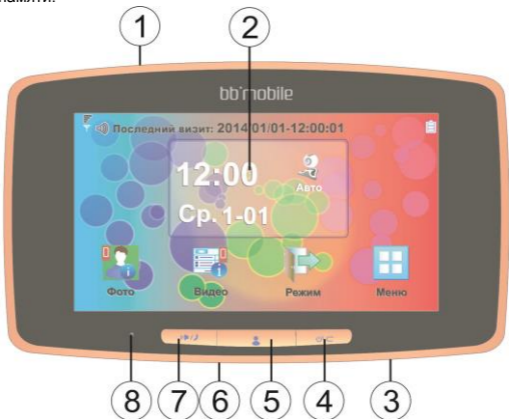 памяти.
1
2
bb'mobile
Последний визит: 2014/01/01-12:00:01
12:00
Авто
Ср. 1-01
Фото
Видео
Режим
Меню
8
7
6
5
4
3